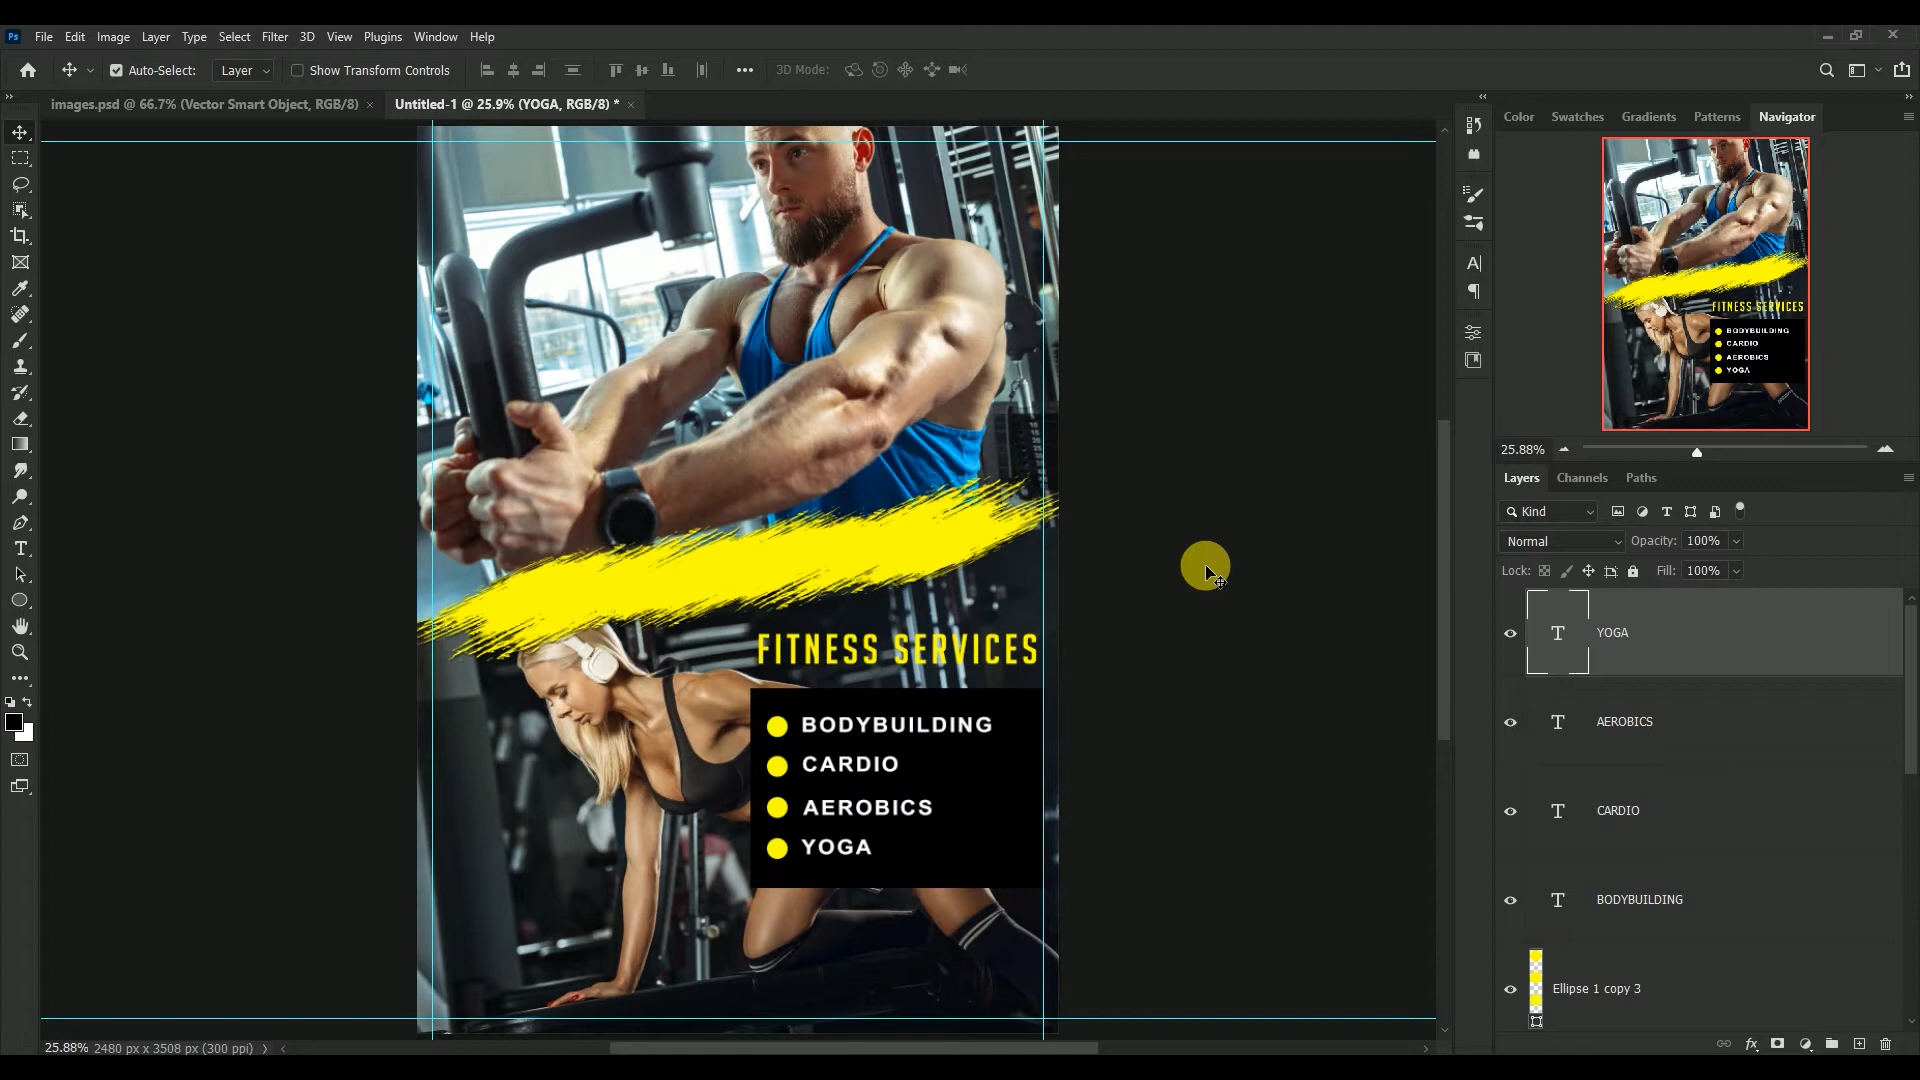 Ps File Edit Image Layer Type Select Filter 3D View Plugins Window Help
Auto-Select: Layer Show Transform Controls 3D Mode:
images.psd @ 66.7% (Vector Smart Object, RGB/8) × Untitled-1 @ 25.9% (YOGA, RGB/8) * ×
Color Swatches Gradients Patterns Navigator
FITNESS SERVICES
BODYBUILDING
CARDIO
AEROBICS
YOGA
25.88%
Layers Channels Paths
Kind
Normal Opacity: 100%
Lock: Fill: 100%
YOGA
AEROBICS
CARDIO
BODYBUILDING
Ellipse 1 copy 3
FITNESS SERVICES
BODYBUILDING
CARDIO
AEROBICS
YOGA
25.88% 2480 px x 3508 px (300 ppi)